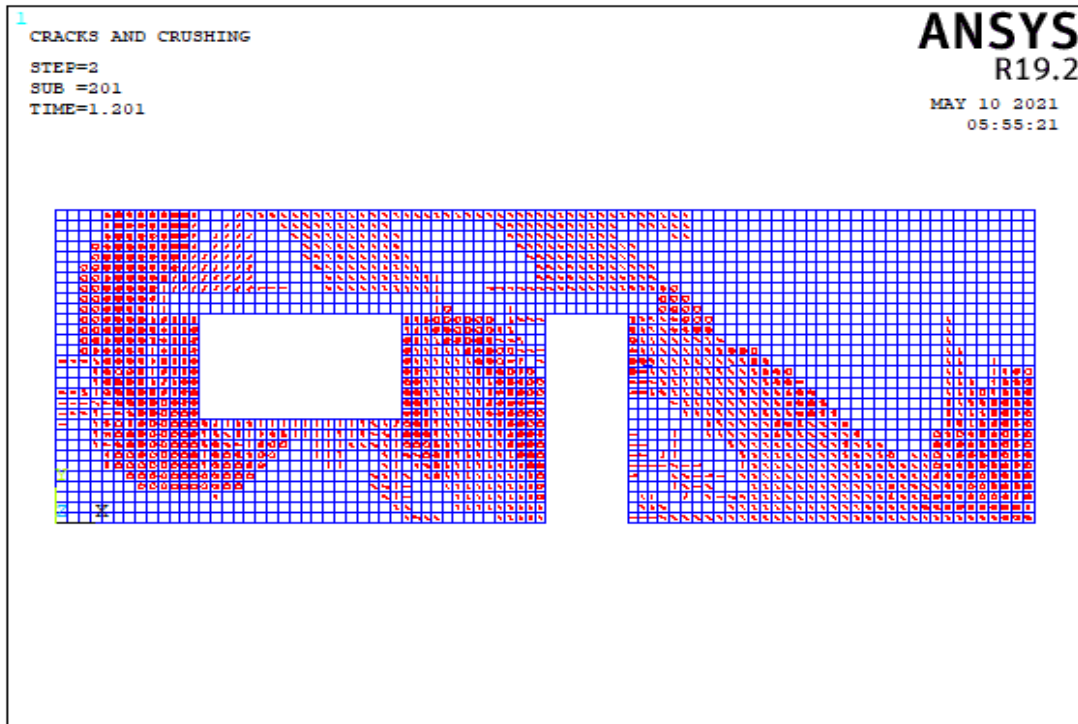 1
CRACKS AND CRUSHING
STEP=2
SUB =201
TIME=1.201
ANSYS
R19.2
MAY 10 2021
05:55:21
Y
Z X